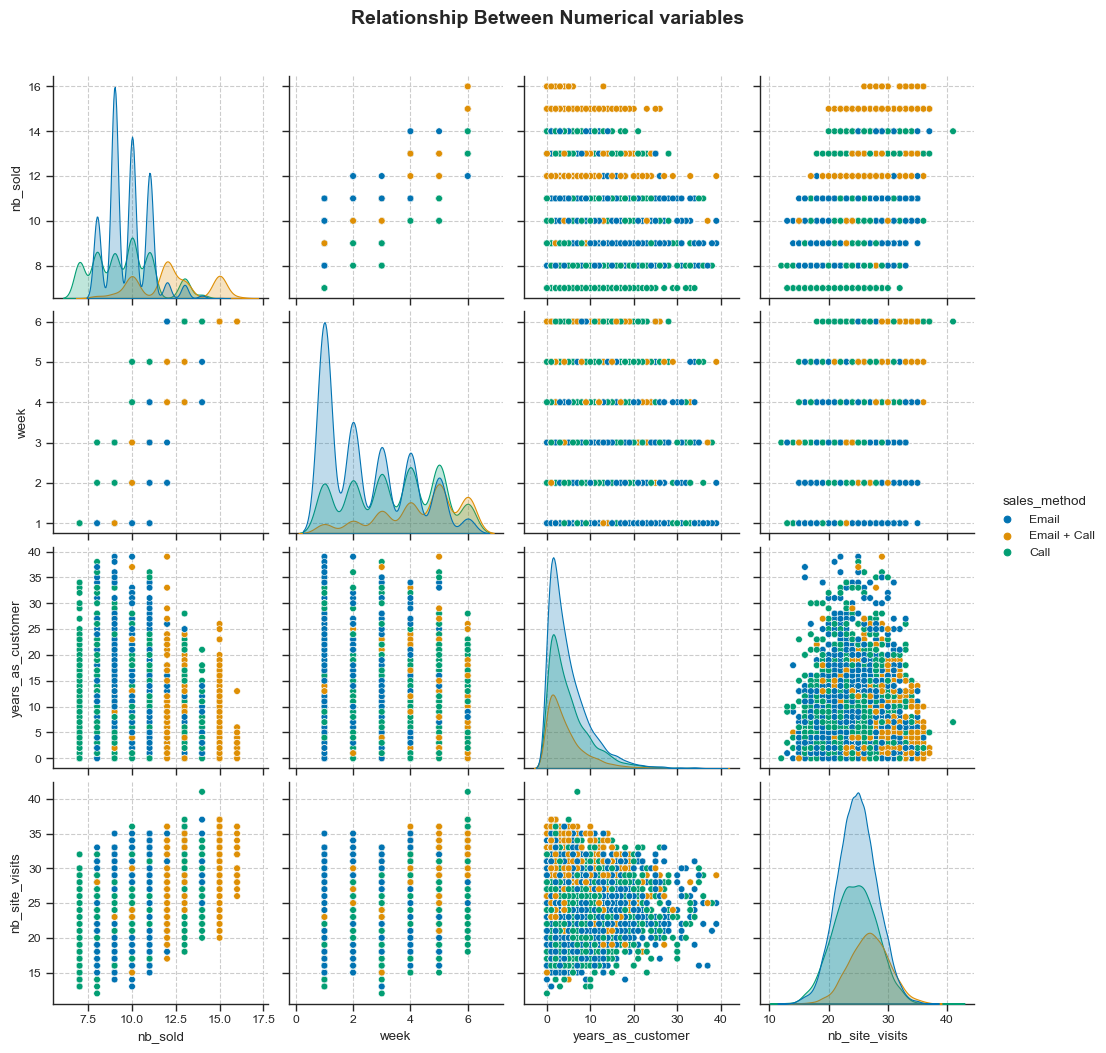 Relationship Between Numerical variables
nb_sold
16
14
12
10
8
week
6
5
4
3
2
1
sales_method
Email
Email + Call
Call
years_as_customer
40
35
30
25
20
15
10
5
0
nb_site_visits
40
35
30
25
20
15
7.5 10.0 12.5 15.0 17.5
0 2 4 6
0 10 20 30 40
10 20 30 40
nb_sold week years_as_customer nb_site_visits